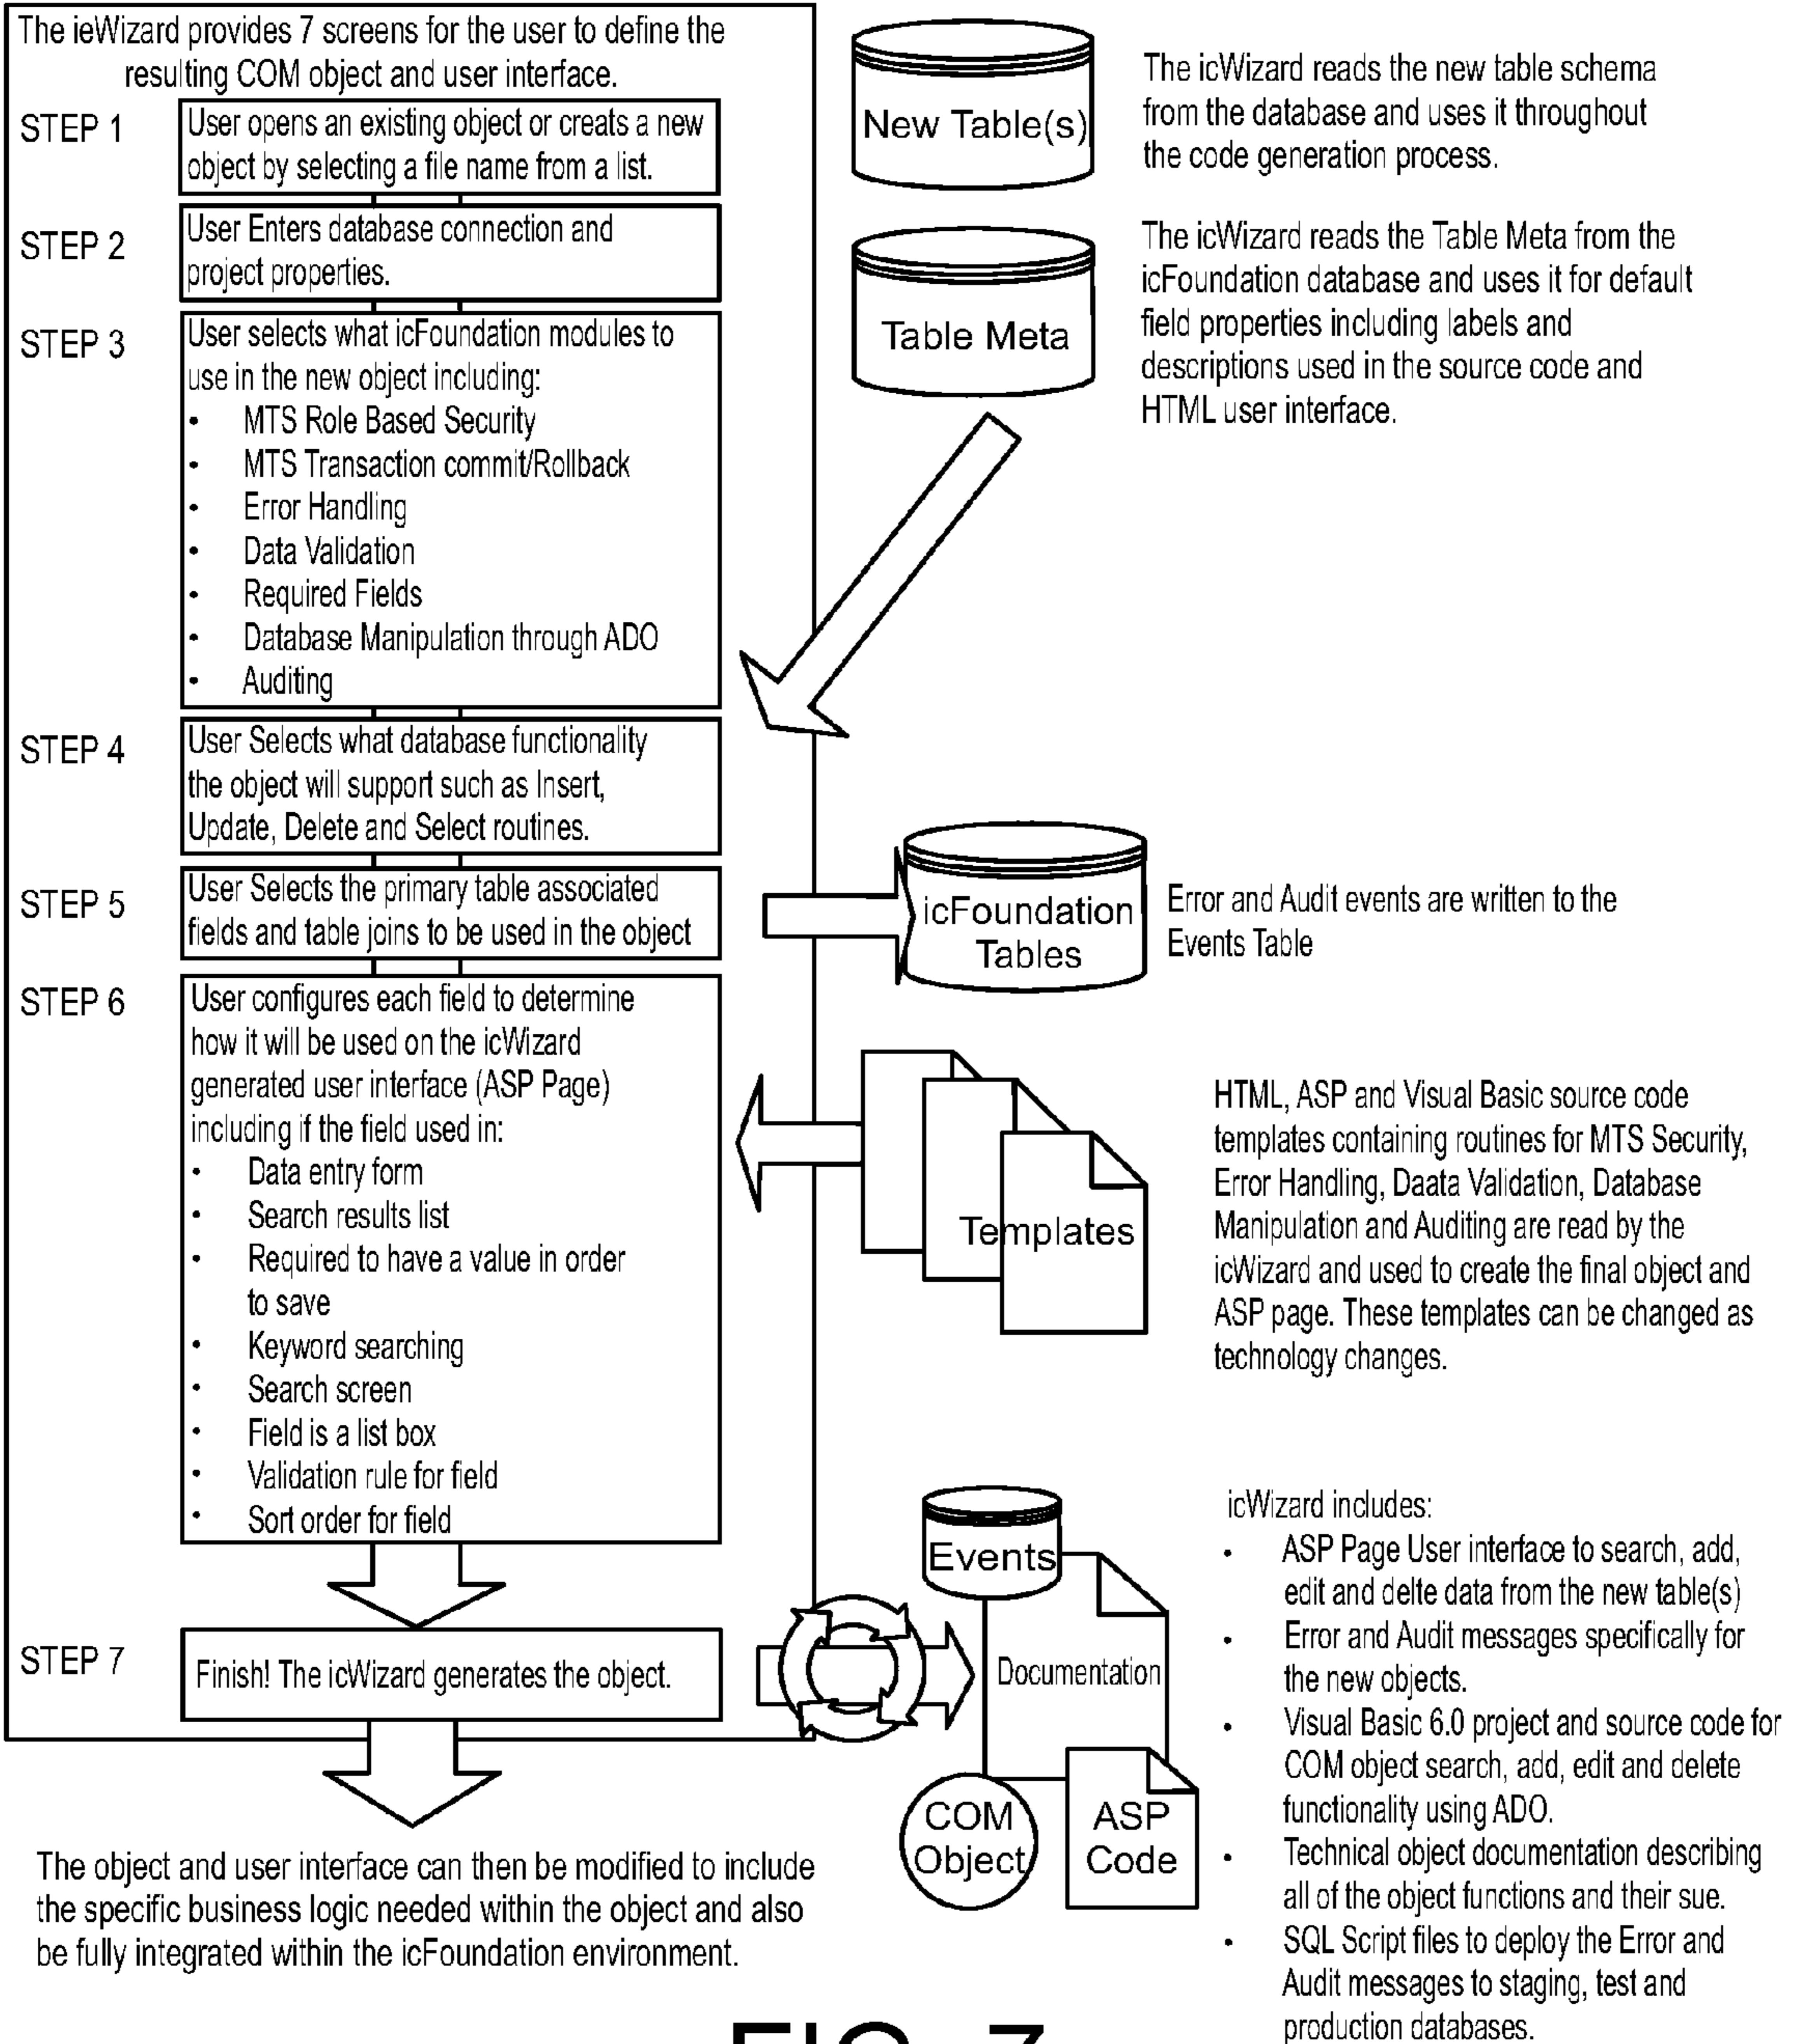 The ieWizard provides 7 screens for the user to define the
resulting COM object and user interface.
STEP 1
User opens an existing object or creats a new
object by selecting a file name from a list.
STEP 2
User Enters database connection and
project properties.
STEP 3
User selects what icFoundation modules to
use in the new object including:
• MTS Role Based Security
• MTS Transaction commit/Rollback
• Error Handling
• Data Validation
• Required Fields
• Database Manipulation through ADO
• Auditing
STEP 4
User Selects what database functionality
the object will support such as Insert,
Update, Delete and Select routines.
STEP 5
User Selects the primary table associated
fields and table joins to be used in the object
STEP 6
User configures each field to determine
how it will be used on the icWizard
generated user interface (ASP Page)
including if the field used in:
• Data entry form
• Search results list
• Required to have a value in order
to save
• Keyword searching
• Search screen
• Field is a list box
• Validation rule for field
• Sort order for field
STEP 7
Finish! The icWizard generates the object.
The object and user interface can then be modified to include
the specific business logic needed within the object and also
be fully integrated within the icFoundation environment.
New Table(s)
The icWizard reads the new table schema
from the database and uses it throughout
the code generation process.
Table Meta
The icWizard reads the Table Meta from the
icFoundation database and uses it for default
field properties including labels and
descriptions used in the source code and
HTML user interface.
icFoundation
Tables
Error and Audit events are written to the
Events Table
Templates
HTML, ASP and Visual Basic source code
templates containing routines for MTS Security,
Error Handling, Daata Validation, Database
Manipulation and Auditing are read by the
icWizard and used to create the final object and
ASP page. These templates can be changed as
technology changes.
Events
Documentation
COM
Object
ASP
Code
icWizard includes:
• ASP Page User interface to search, add,
edit and delte data from the new table(s)
• Error and Audit messages specifically for
the new objects.
• Visual Basic 6.0 project and source code for
COM object search, add, edit and delete
functionality using ADO.
• Technical object documentation describing
all of the object functions and their sue.
• SQL Script files to deploy the Error and
Audit messages to staging, test and
production databases.